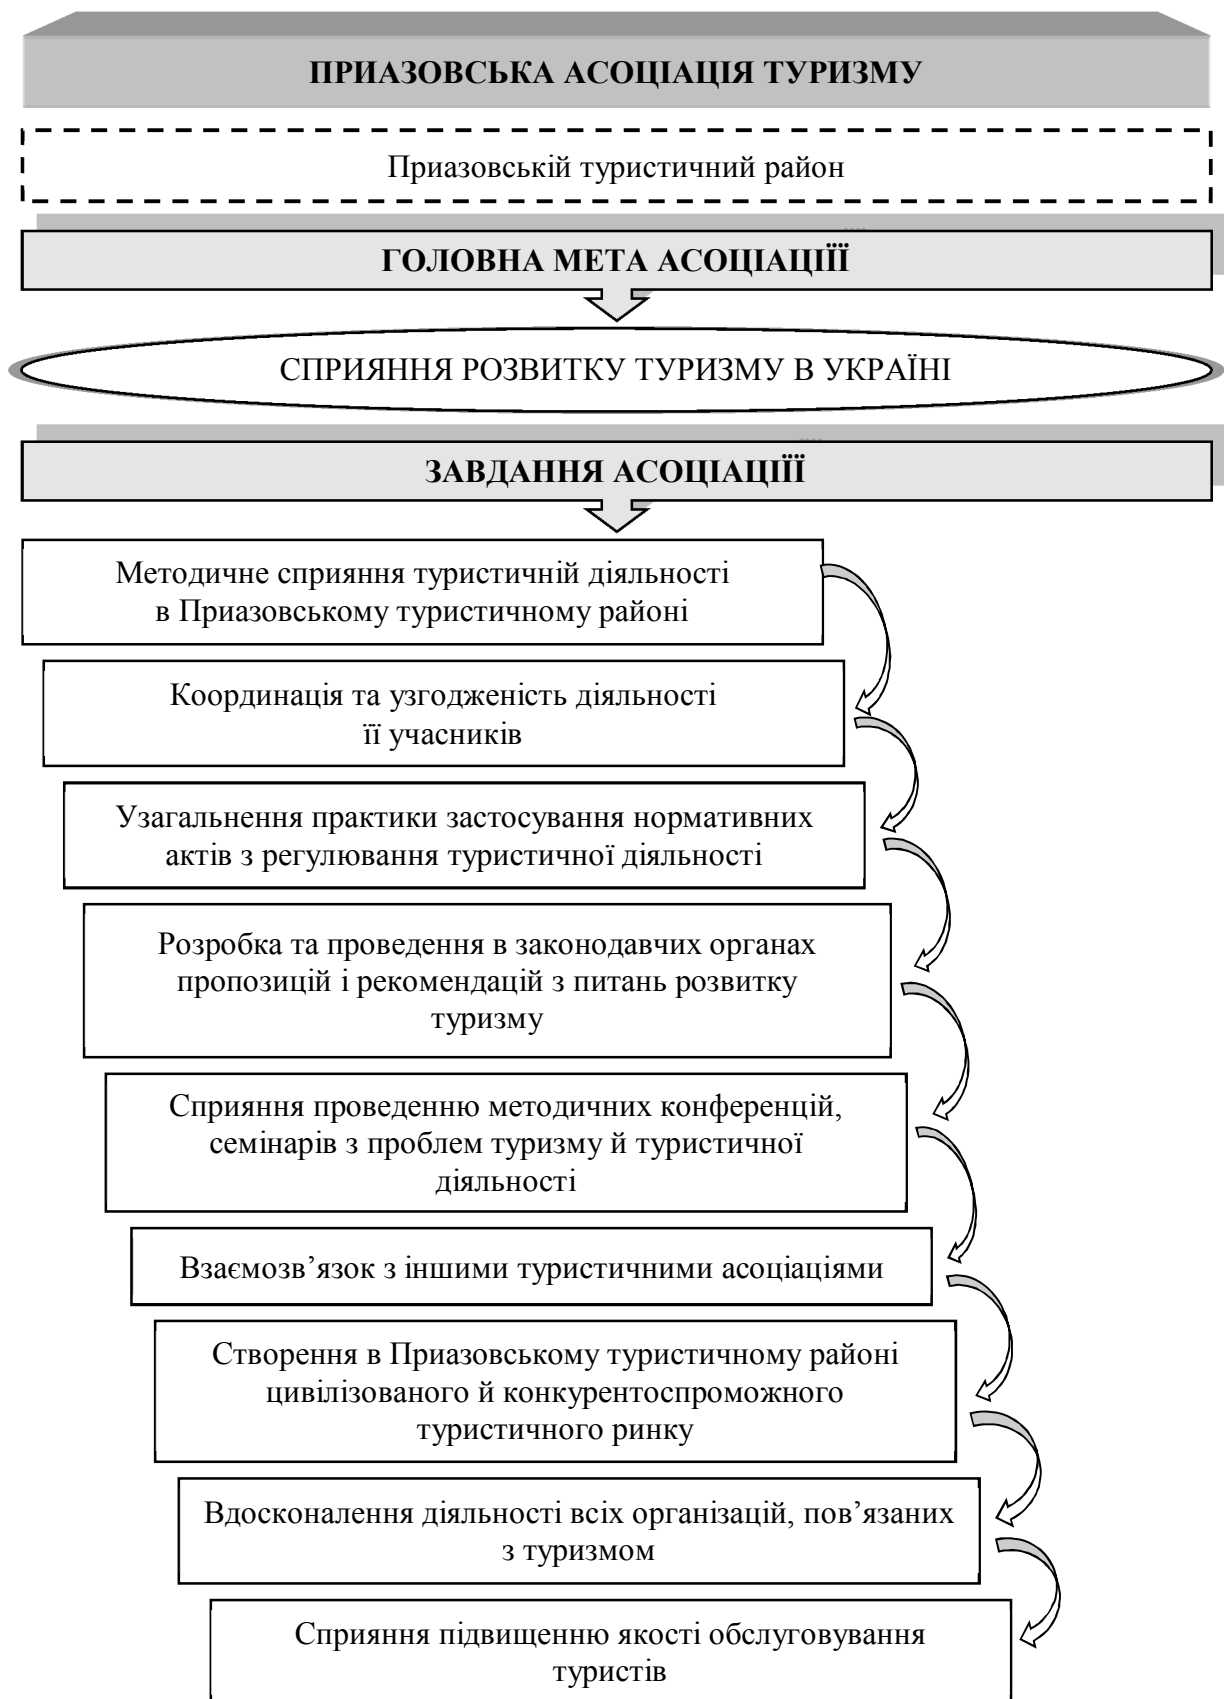 ПРИАЗОВСЬКА АСОЦІАЦІЯ ТУРИЗМУ
Приазовській туристичний район
ГОЛОВНА МЕТА АСОЦІАЦІЇЇ
СПРИЯННЯ РОЗВИТКУ ТУРИЗМУ В УКРАЇНІ
ЗАВДАННЯ АСОЦІАЦІЇЇ
Методичне сприяння туристичній діяльності
в Приазовському туристичному районі
Координація та узгодженість діяльності
її учасників
Узагальнення практики застосування нормативних
актів з регулювання туристичної діяльності
Розробка та проведення в законодавчих органах
пропозицій і рекомендацій з питань розвитку
туризму
Сприяння проведенню методичних конференцій,
семінарів з проблем туризму й туристичної
діяльності
Взаємозв’язок з іншими туристичними асоціаціями
Створення в Приазовському туристичному районі
цивілізованого й конкурентоспроможного
туристичного ринку
Вдосконалення діяльності всіх організацій, пов’язаних
з туризмом
Сприяння підвищенню якості обслуговування
туристів